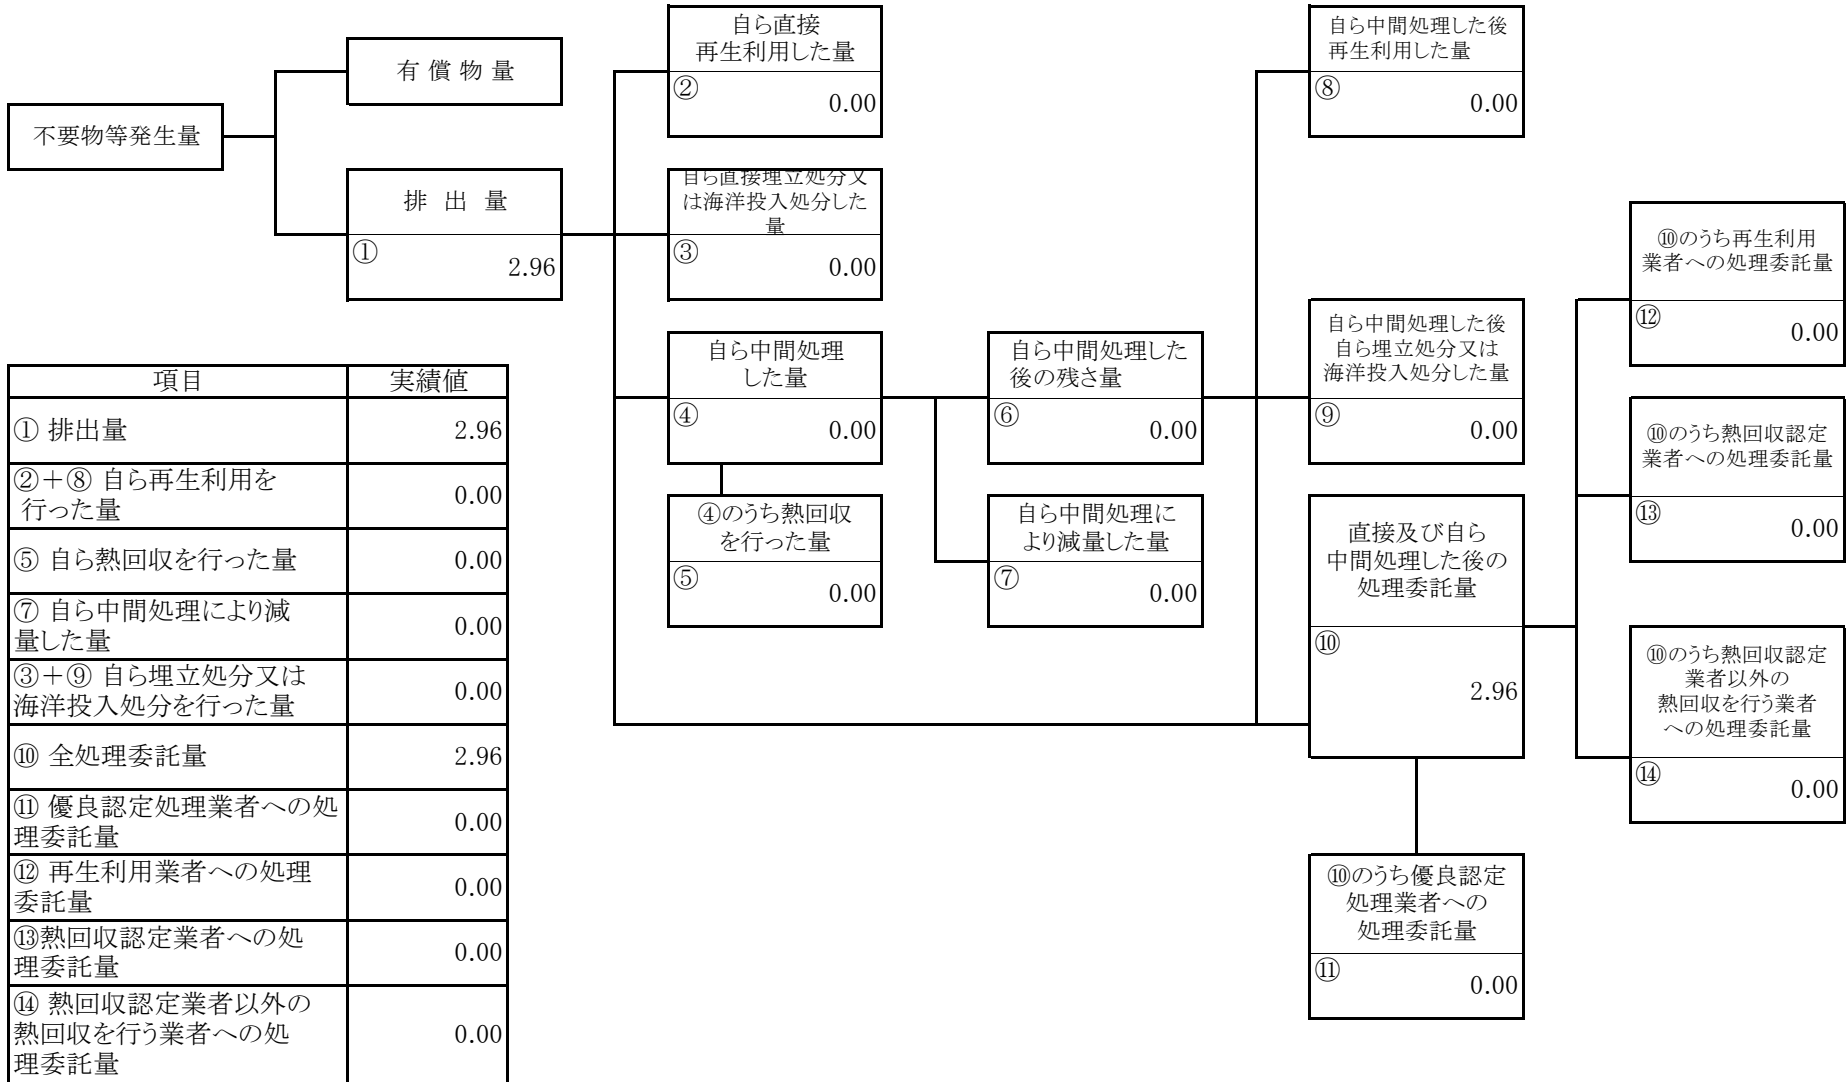 不要物等発生量
有 償 物 量
排 出 量
①
2.96
自ら直接
再生利用した量
②
0.00
自ら直接埋立処分又
は海洋投入処分した
量
③
0.00
自ら中間処理
した量
④
0.00
④のうち熱回収
を行った量
⑤
0.00
自ら中間処理した
後の残さ量
⑥
0.00
自ら中間処理に
より減量した量
⑦
0.00
自ら中間処理した後
再生利用した量
⑧
0.00
自ら中間処理した後
自ら埋立処分又は
海洋投入処分した量
⑨
0.00
直接及び自ら
中間処理した後の
処理委託量
⑩
2.96
⑩のうち優良認定
処理業者への
処理委託量
⑪
0.00
⑩のうち再生利用
業者への処理委託量
⑫
0.00
⑩のうち熱回収認定
業者への処理委託量
⑬
0.00
⑩のうち熱回収認定
業者以外の
熱回収を行う業者
への処理委託量
⑭
0.00
項目 実績値
① 排出量 2.96
②＋⑧ 自ら再生利用を
行った量 0.00
⑤ 自ら熱回収を行った量 0.00
⑦ 自ら中間処理により減
量した量 0.00
③＋⑨ 自ら埋立処分又は
海洋投入処分を行った量 0.00
⑩ 全処理委託量 2.96
⑪ 優良認定処理業者への処
理委託量 0.00
⑫ 再生利用業者への処理
委託量 0.00
⑬熱回収認定業者への処
理委託量 0.00
⑭ 熱回収認定業者以外の
熱回収を行う業者への処
理委託量 0.00